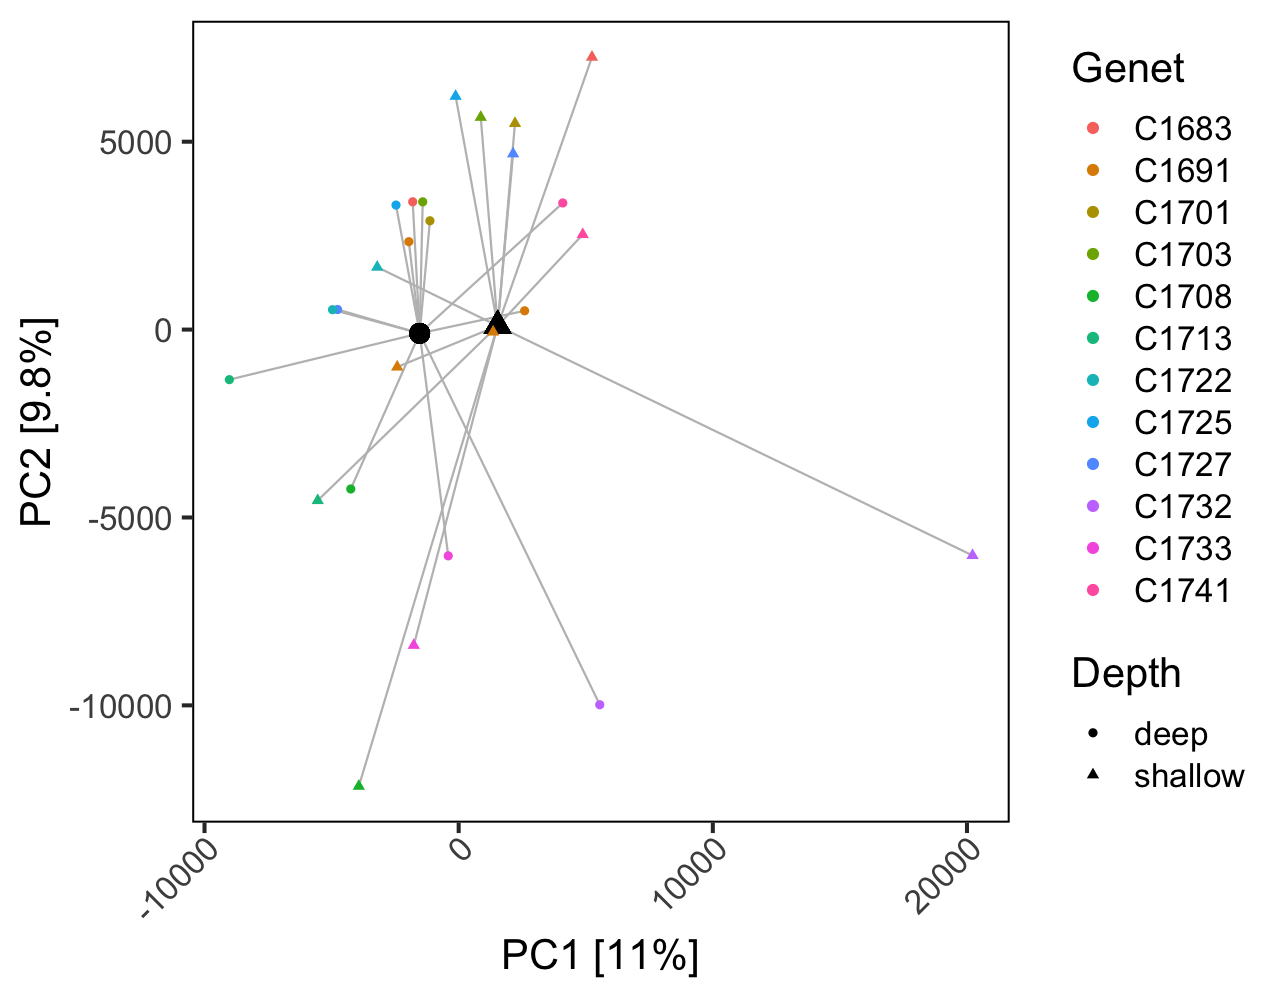 Genet
C1683
C1691
C1701
C1703
C1708
C1713
C1722
C1725
C1727
C1732
C1733
C1741
Depth
deep
shallow
5000
0
-5000
-10000
PC2 [9.8%]
-10000
0
10000
20000
PC1 [11%]